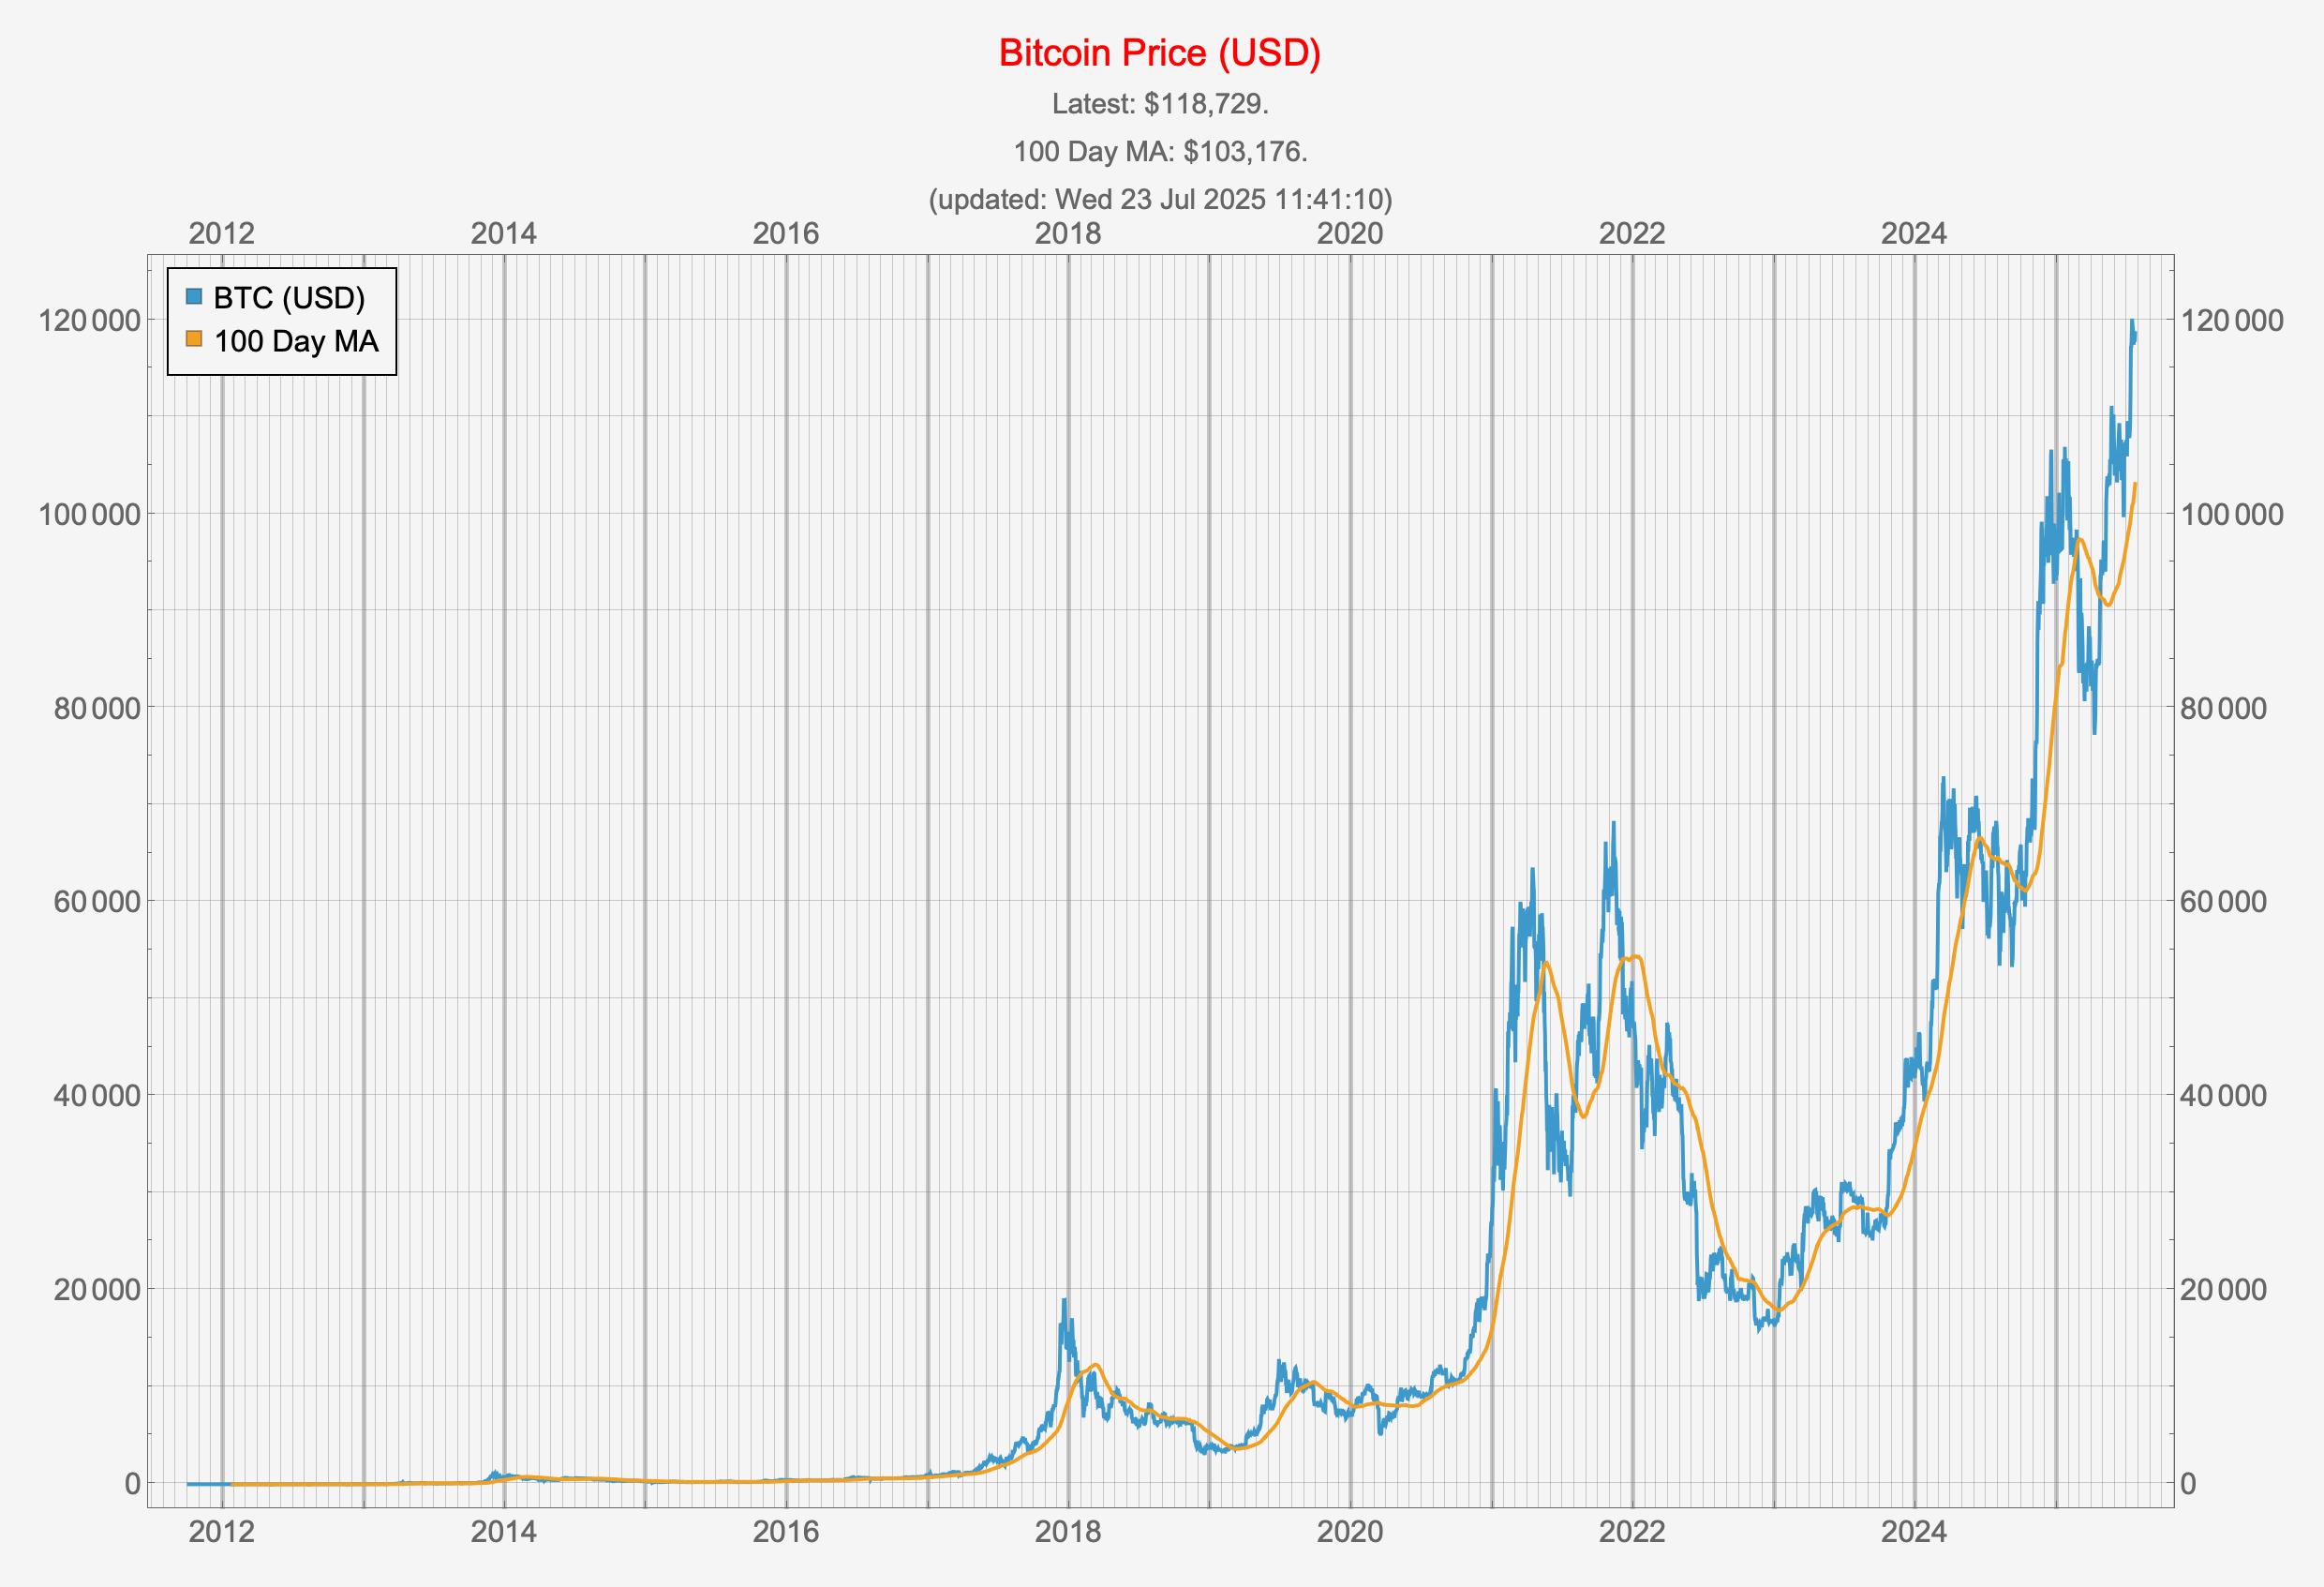 Bitcoin Price (USD)
Latest: $118,729.
100 Day MA: $103,176.
(updated: Wed 23 Jul 2025 11:41:10)
2012 2014 2016 2018 2020 2022 2024
BTC (USD)
100 Day MA
120 000 120 000
100 000 100 000
80 000 80 000
60 000 60 000
40 000 40 000
20 000 20 000
0 0
2012 2014 2016 2018 2020 2022 2024